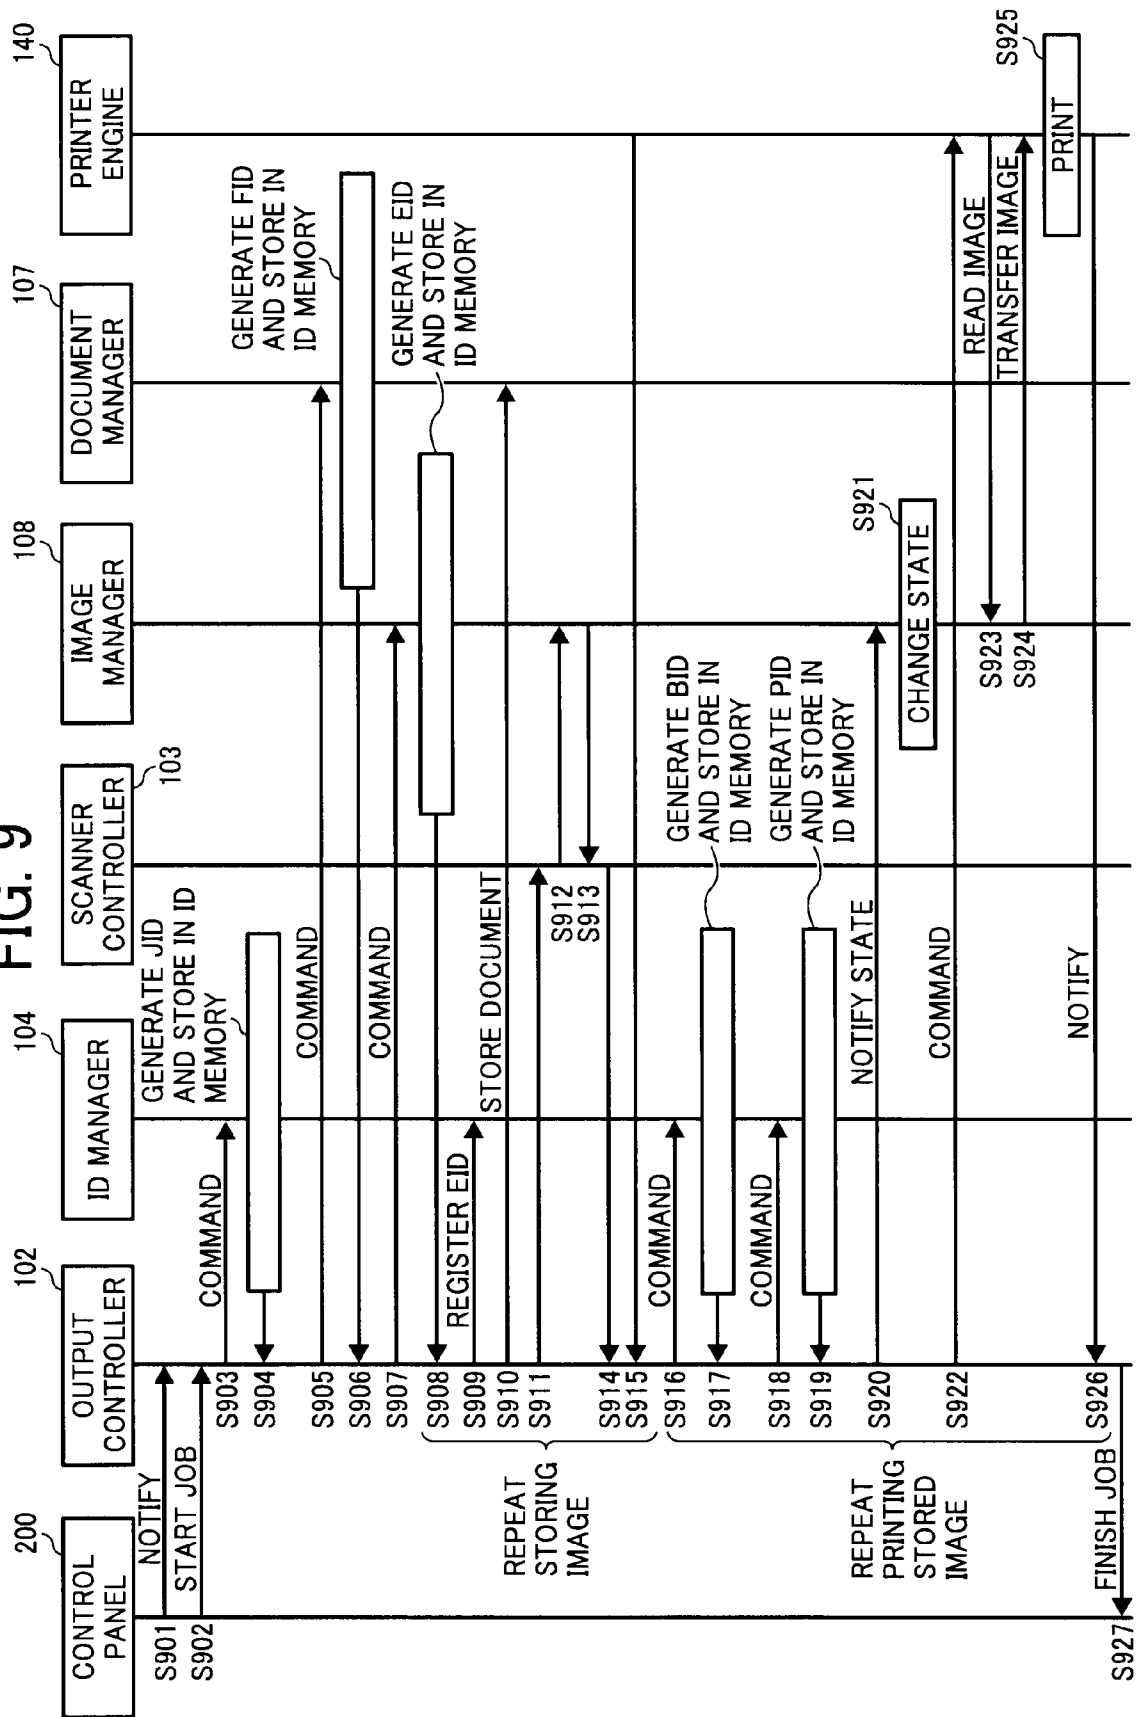 FIG. 9
200
CONTROL
PANEL
102
OUTPUT
CONTROLLER
104
ID MANAGER
SCANNER
CONTROLLER
103
108
IMAGE
MANAGER
107
DOCUMENT
MANAGER
140
PRINTER
ENGINE
S901
NOTIFY
S902
START JOB
S903
COMMAND
GENERATE JID
AND STORE IN ID
MEMORY
S904
S905
COMMAND
GENERATE FID
AND STORE IN
ID MEMORY
S906
S907
COMMAND
GENERATE EID
AND STORE IN
ID MEMORY
S908
S909
REGISTER EID
S910
STORE DOCUMENT
S911
S912
S913
S914
S915
REPEAT
STORING
IMAGE
S916
COMMAND
GENERATE BID
AND STORE IN
ID MEMORY
S917
S918
COMMAND
GENERATE PID
AND STORE IN
ID MEMORY
S919
S920
NOTIFY STATE
S921
CHANGE STATE
S922
COMMAND
S923
READ IMAGE
S924
TRANSFER IMAGE
S925
PRINT
S926
NOTIFY
REPEAT
PRINTING
STORED
IMAGE
S927
FINISH JOB